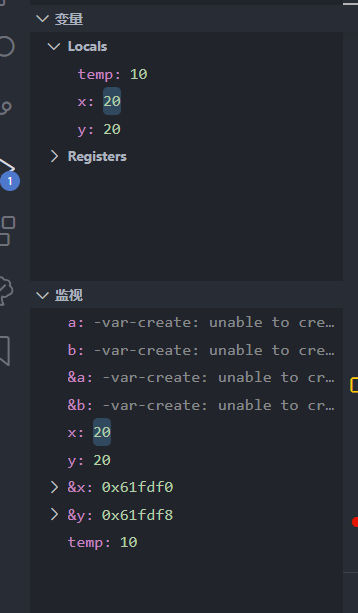 变量
Locals
temp: 10
x: 20
y: 20
Registers
1
监视
a: -var-create: unable to cre…
b: -var-create: unable to cre…
&a: -var-create: unable to cr…
&b: -var-create: unable to cr…
x: 20
y: 20
&x: 0x61fdf0
&y: 0x61fdf8
temp: 10